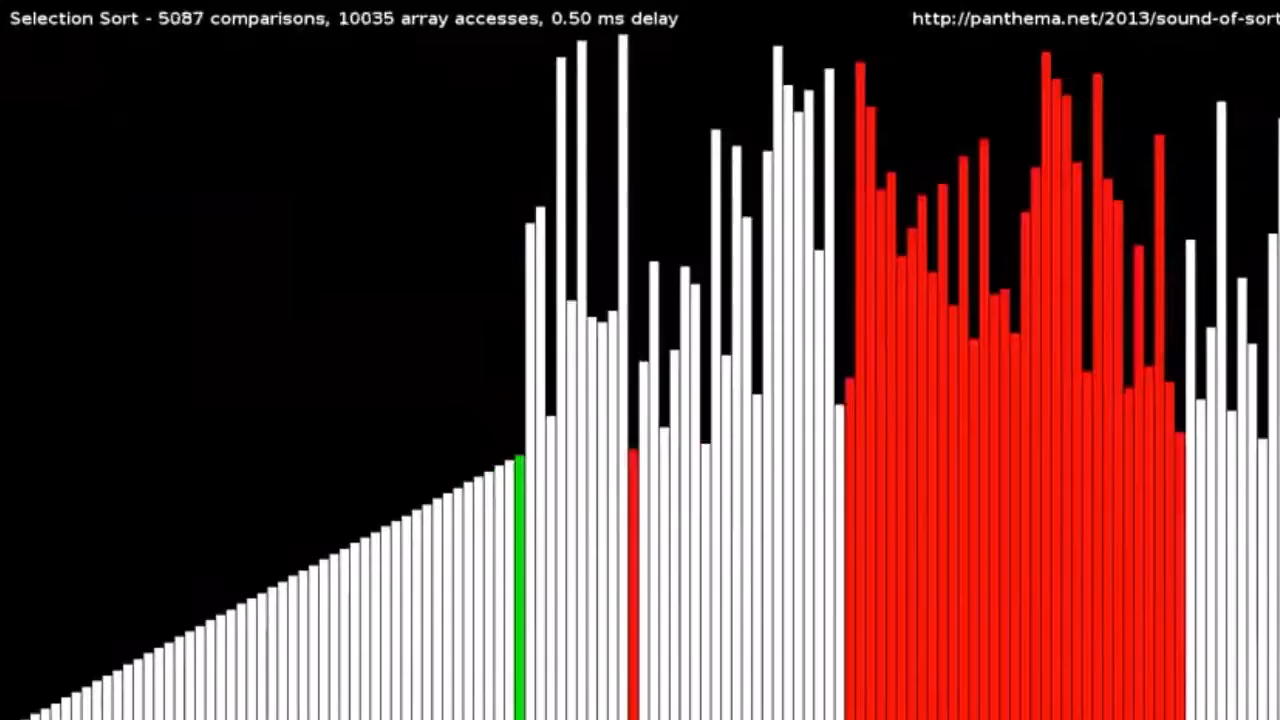 Selection Sort - 5087 comparisons, 10035 array accesses, 0.50 ms delay
http://panthema.net/2013/sound-of-sort